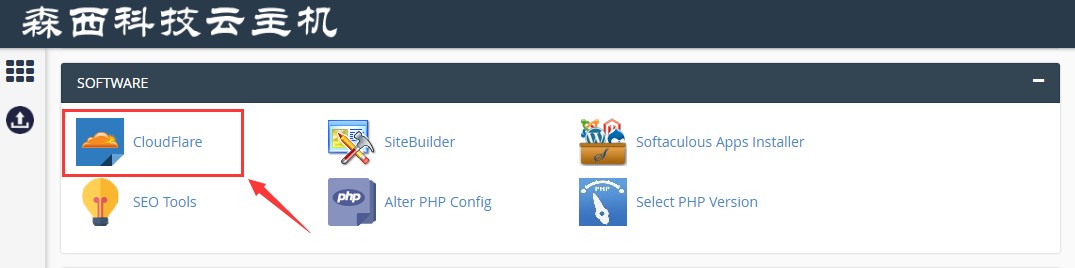 森西科技云主机
SOFTWARE
CloudFlare
SiteBuilder
Softaculous Apps Installer
SEO Tools
php
Alter PHP Config
PHP
Select PHP Version